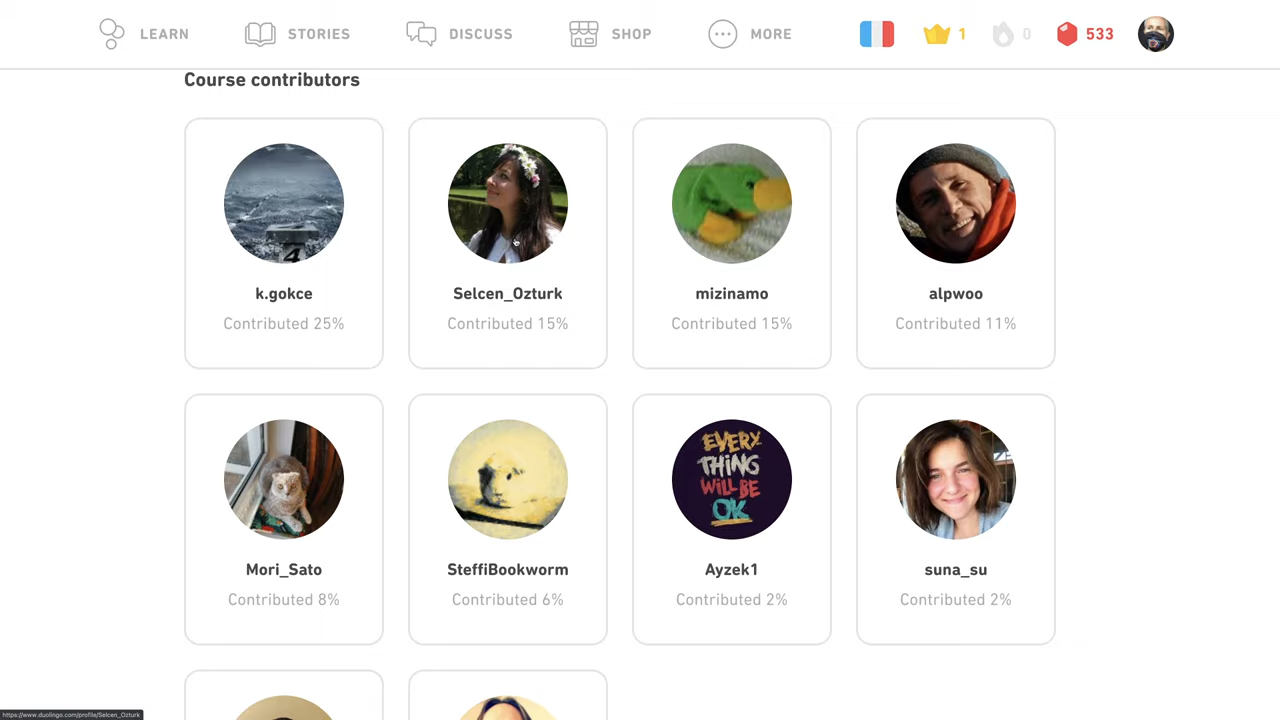 LEARN STORIES DISCUSS SHOP MORE 1 0 533
Course contributors
k.gokce Selcen_Ozturk mizinamo alpwoo
Contributed 25% Contributed 15% Contributed 15% Contributed 11%
EVERY
THING
WILL BE
OK
Mori_Sato SteffiBookworm Ayzek1 suna_su
Contributed 8% Contributed 6% Contributed 2% Contributed 2%
https://www.duolingo.com/profile/Selcen_Ozturk